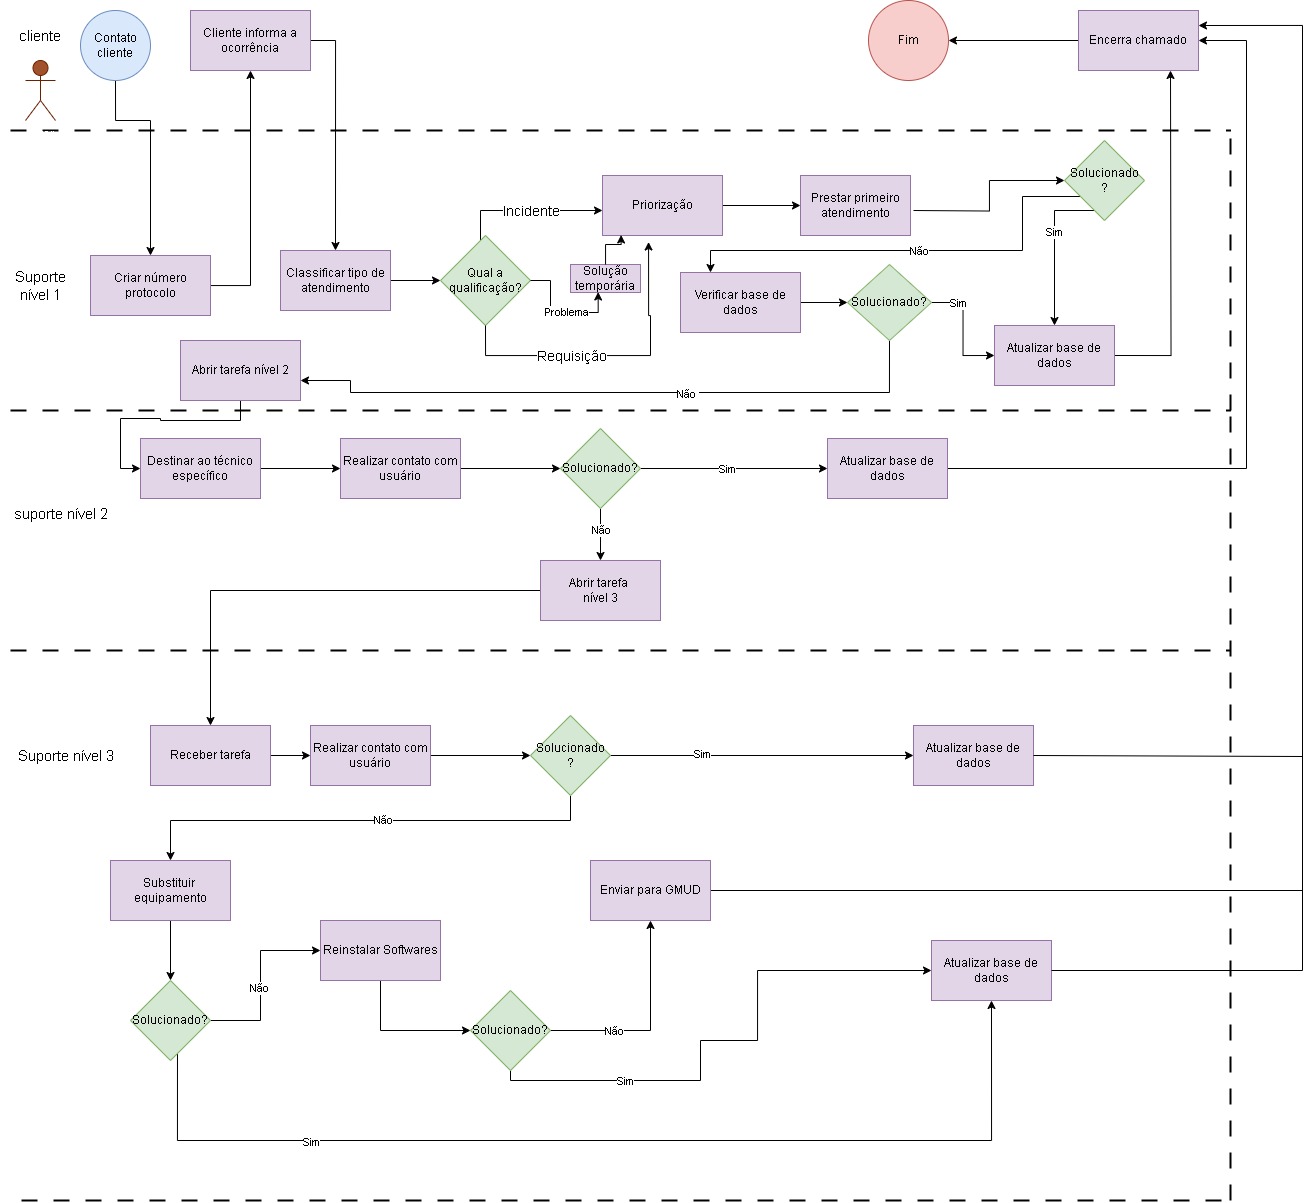 cliente
Contato
cliente
Cliente informa a
ocorrência
Fim
Encerra chamado
Suporte
nível 1
Criar número
protocolo
Classificar tipo de
atendimento
Qual a
qualificação?
Incidente
Problema
Requisição
Solução
temporária
Priorização
Prestar primeiro
atendimento
Solucionado
?
Não
Sim
Verificar base de
dados
Solucionado?
Sim
Atualizar base de
dados
Não
Abrir tarefa nível 2
suporte nível 2
Destinar ao técnico
específico
Realizar contato com
usuário
Solucionado?
Sim
Atualizar base de
dados
Não
Abrir tarefa
nível 3
Suporte nível 3
Receber tarefa
Realizar contato com
usuário
Solucionado
?
Sim
Atualizar base de
dados
Não
Substituir
equipamento
Solucionado?
Não
Reinstalar Softwares
Solucionado?
Não
Enviar para GMUD
Sim
Atualizar base de
dados
Sim